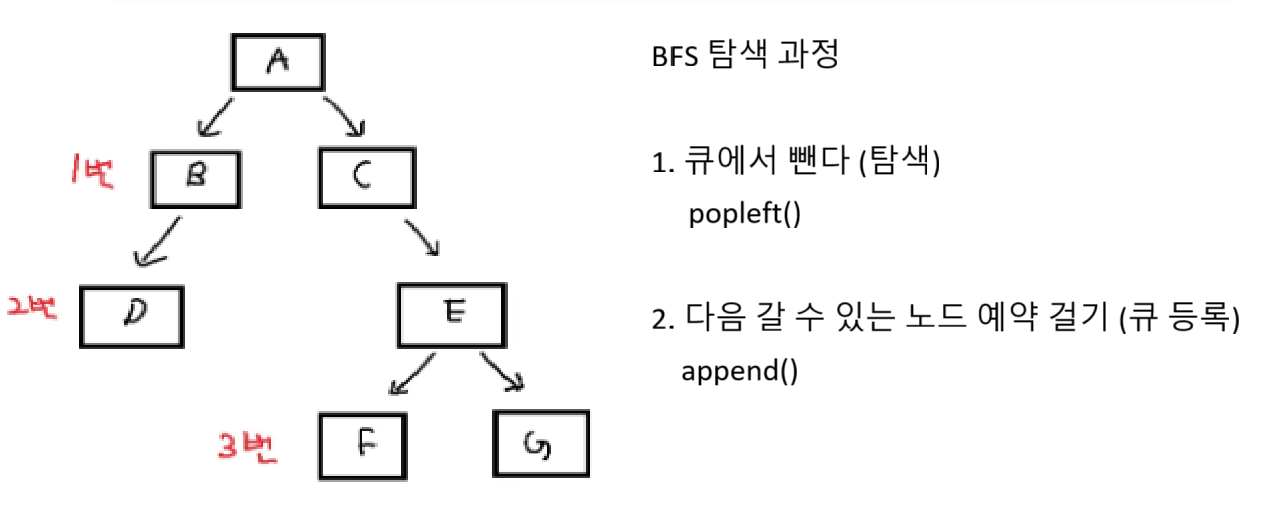 A
1번
B
C
2번
D
E
3번
F
G
BFS 탐색 과정
1. 큐에서 뺀다 (탐색)
popleft()
2. 다음 갈 수 있는 노드 예약 걸기 (큐 등록)
append()